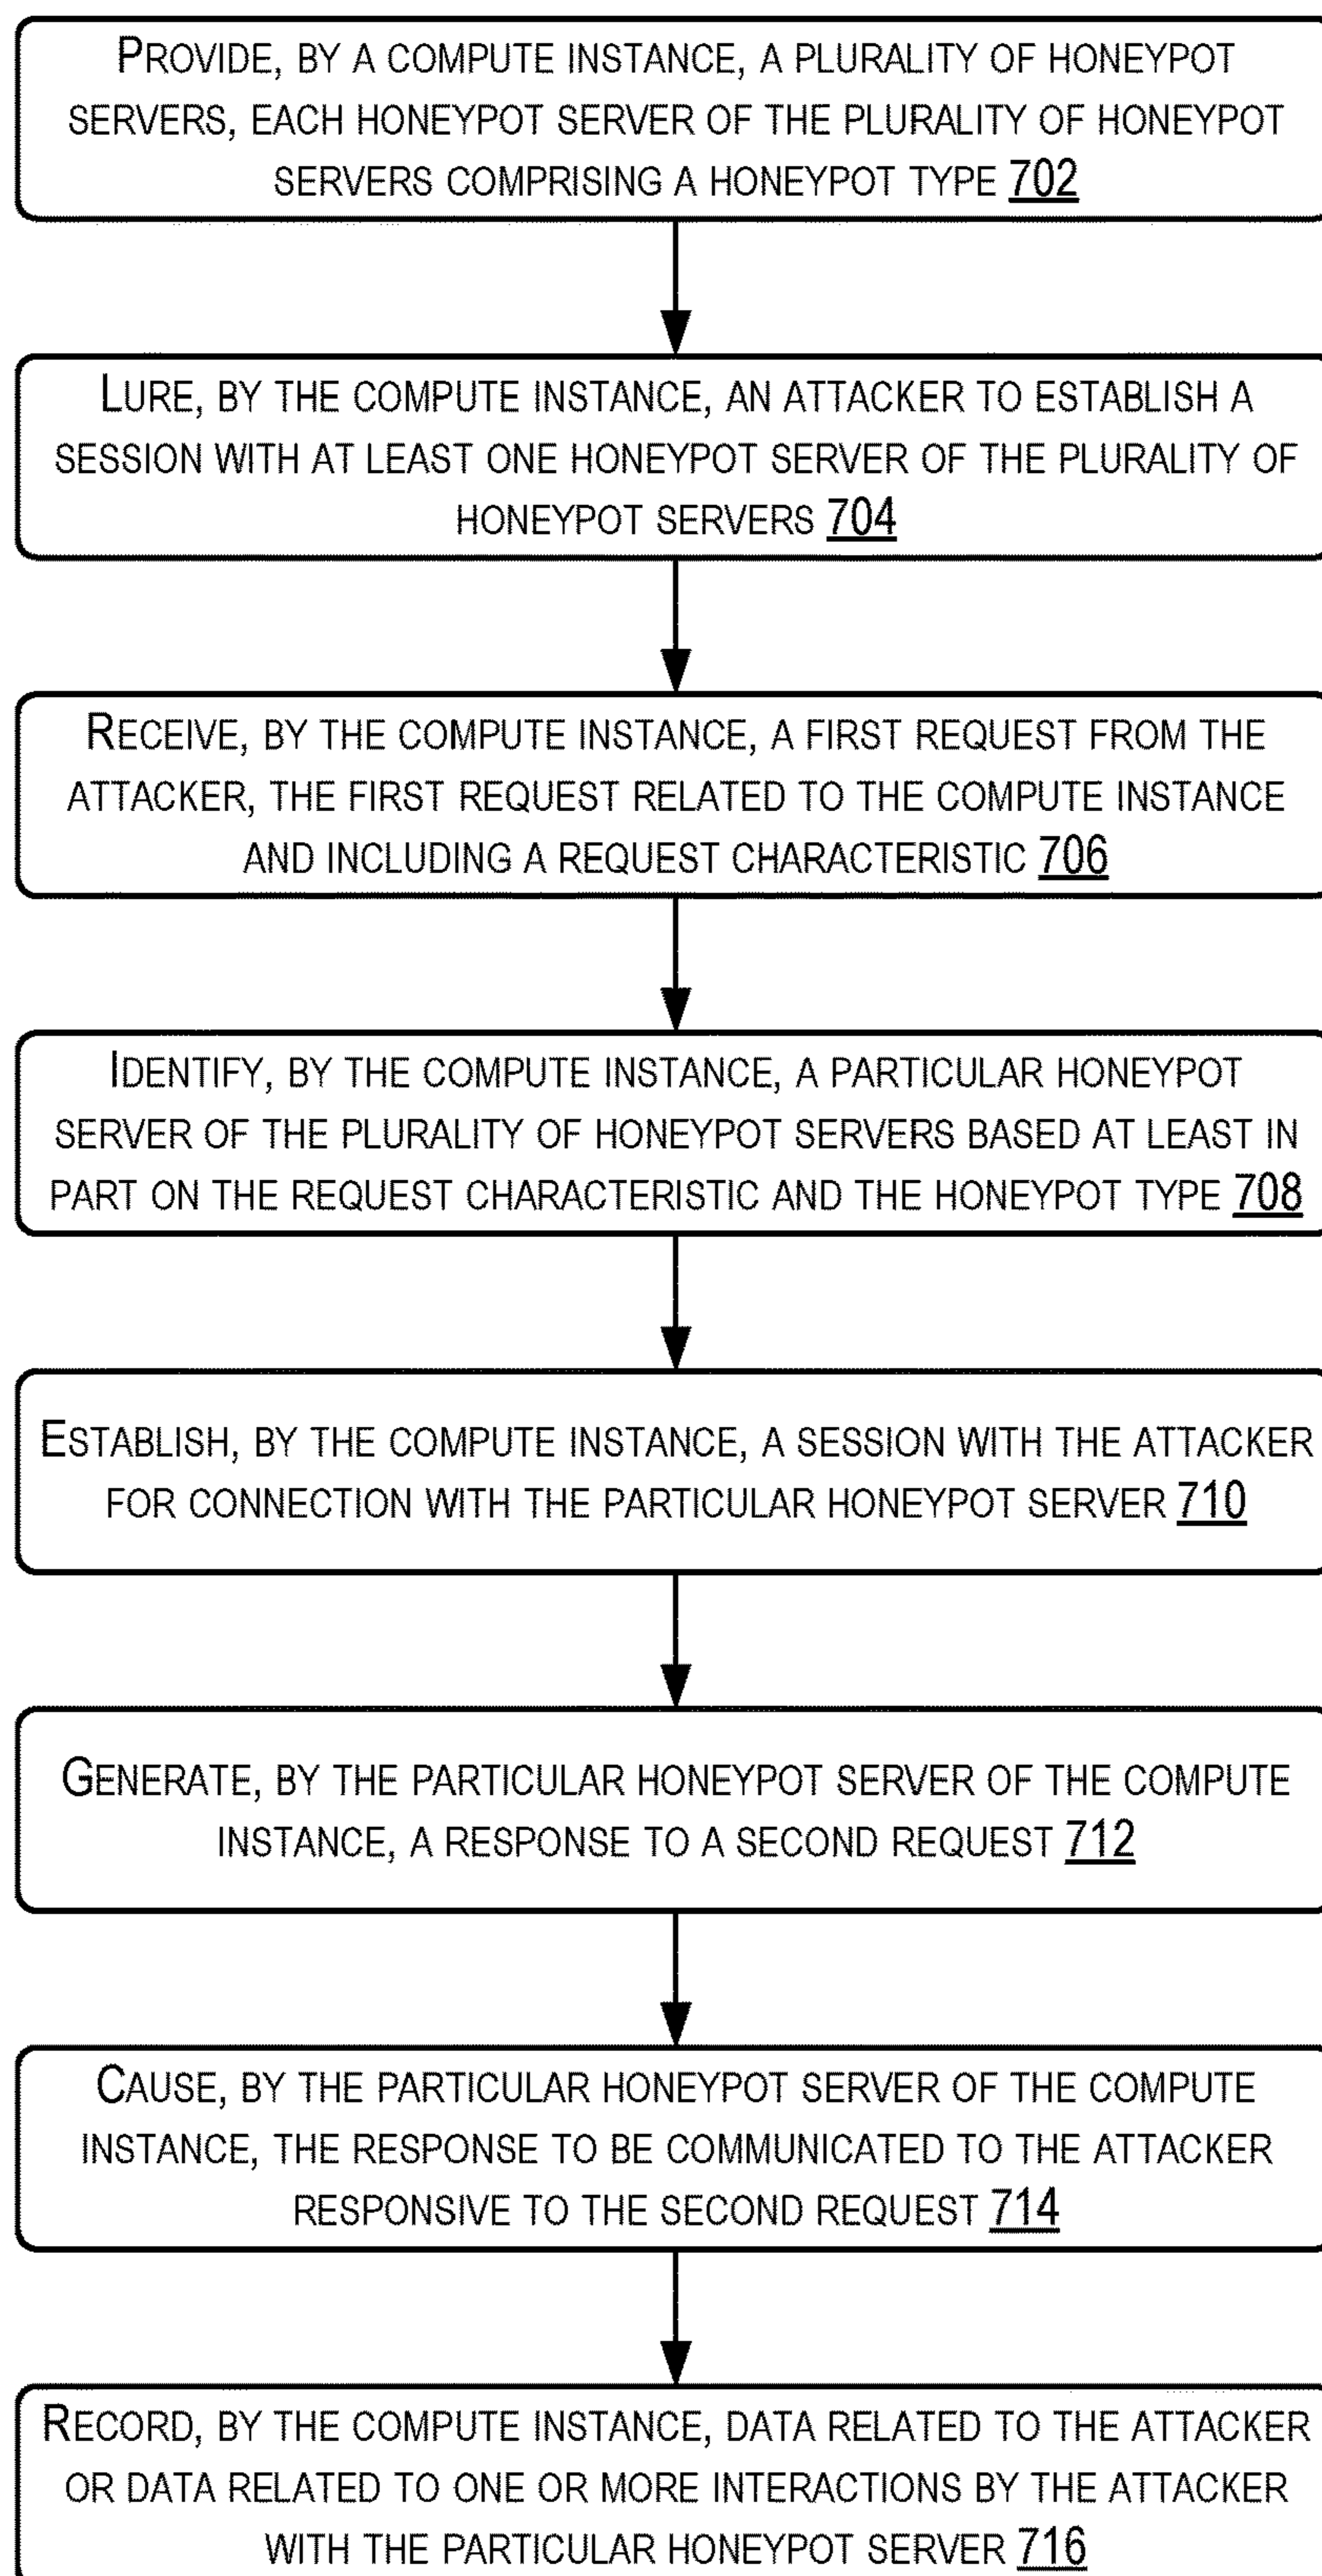 PROVIDE, BY A COMPUTE INSTANCE, A PLURALITY OF HONEYPOT
SERVERS, EACH HONEYPOT SERVER OF THE PLURALITY OF HONEYPOT
SERVERS COMPRISING A HONEYPOT TYPE 702
LURE, BY THE COMPUTE INSTANCE, AN ATTACKER TO ESTABLISH A
SESSION WITH AT LEAST ONE HONEYPOT SERVER OF THE PLURALITY OF
HONEYPOT SERVERS 704
RECEIVE, BY THE COMPUTE INSTANCE, A FIRST REQUEST FROM THE
ATTACKER, THE FIRST REQUEST RELATED TO THE COMPUTE INSTANCE
AND INCLUDING A REQUEST CHARACTERISTIC 706
IDENTIFY, BY THE COMPUTE INSTANCE, A PARTICULAR HONEYPOT
SERVER OF THE PLURALITY OF HONEYPOT SERVERS BASED AT LEAST IN
PART ON THE REQUEST CHARACTERISTIC AND THE HONEYPOT TYPE 708
ESTABLISH, BY THE COMPUTE INSTANCE, A SESSION WITH THE ATTACKER
FOR CONNECTION WITH THE PARTICULAR HONEYPOT SERVER 710
GENERATE, BY THE PARTICULAR HONEYPOT SERVER OF THE COMPUTE
INSTANCE, A RESPONSE TO A SECOND REQUEST 712
CAUSE, BY THE PARTICULAR HONEYPOT SERVER OF THE COMPUTE
INSTANCE, THE RESPONSE TO BE COMMUNICATED TO THE ATTACKER
RESPONSIVE TO THE SECOND REQUEST 714
RECORD, BY THE COMPUTE INSTANCE, DATA RELATED TO THE ATTACKER
OR DATA RELATED TO ONE OR MORE INTERACTIONS BY THE ATTACKER
WITH THE PARTICULAR HONEYPOT SERVER 716